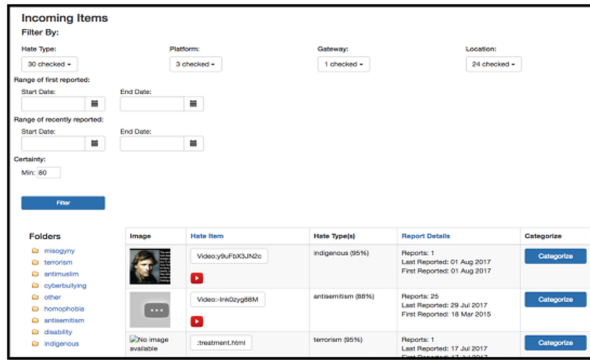 Incoming Items
Filter By:
Hate Type: Platform: Gateway: Location:
30 checked 3 checked 1 checked 24 checked
Range of first reported:
Start Date: End Date:
Range of recently reported:
Start Date: End Date:
Certainty:
Min: 80
Filter
Folders
misogyny
terrorism
antimuslim
cyberbullying
other
homophobia
antisemitism
disability
indigenous
Image Hate Item Hate Type(s) Report Details Categorize
Video:y9uFbX3JN2c indigenous (95%) Reports: 1
Last Reported: 01 Aug 2017
First Reported: 01 Aug 2017
Categorize
Video:-Ink0zyg88M antisemitism (88%) Reports: 25
Last Reported: 29 Jul 2017
First Reported: 18 Mar 2015
Categorize
No image available :treatment.html terrorism (95%) Reports: 1
Last Reported: 17 Jul 2017
Categorize